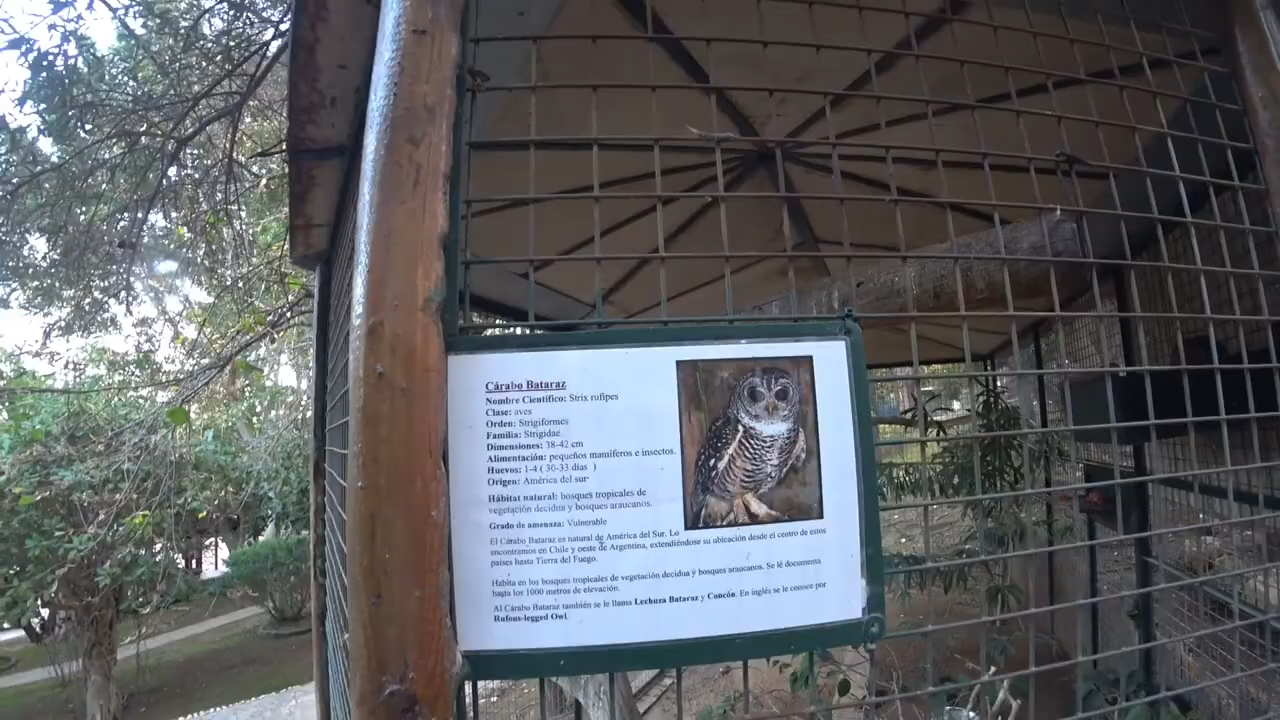 Cárabo Bataraz
Nombre Científico: Strix rufipes
Clase: aves
Orden: Strigiformes
Familia: Strigidae
Dimensiones: 38-42 cm
Alimentación: pequeños mamíferos e insectos.
Huevos: 1-4 ( 30-33 días )
Origen: América del sur
Hábitat natural: bosques tropicales de
vegetación decidua y bosques araucanos.
Grado de amenaza: Vulnerable
El Cárabo Bataraz es natural de América del Sur. Lo
encontramos en Chile y oeste de Argentina, extendiéndose su ubicación desde el centro de estos
países hasta Tierra del Fuego.
Habita en los bosques tropicales de vegetación decidua y bosques araucanos. Se lé documenta
hasta los 1000 metros de elevación.
Al Cárabo Bataraz también se le llama Lechuza Bataraz y Concón. En inglés se le conoce por
Rufous-legged Owl.